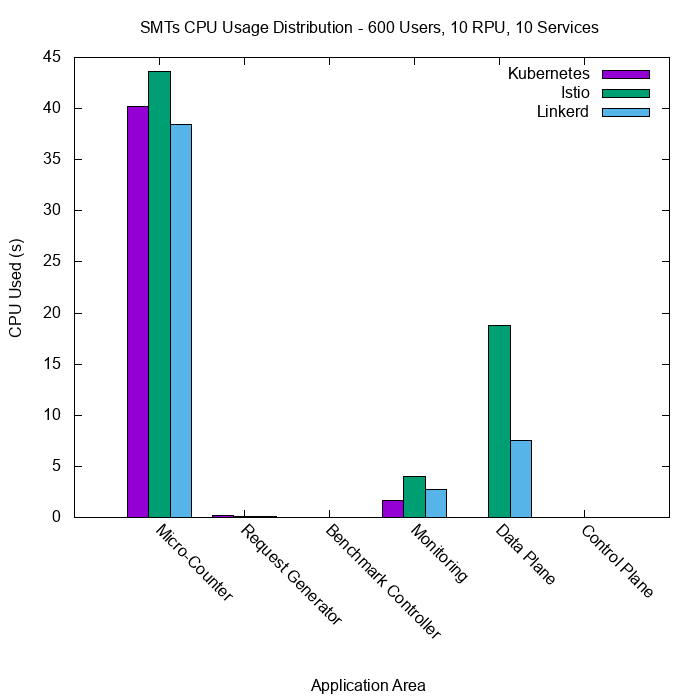 SMTs CPU Usage Distribution - 600 Users, 10 RPU, 10 Services
Kubernetes
Istio
Linkerd
CPU Used (s)
45
40
35
30
25
20
15
10
5
0
Micro-Counter
Request Generator
Benchmark Controller
Monitoring
Data Plane
Control Plane
Application Area